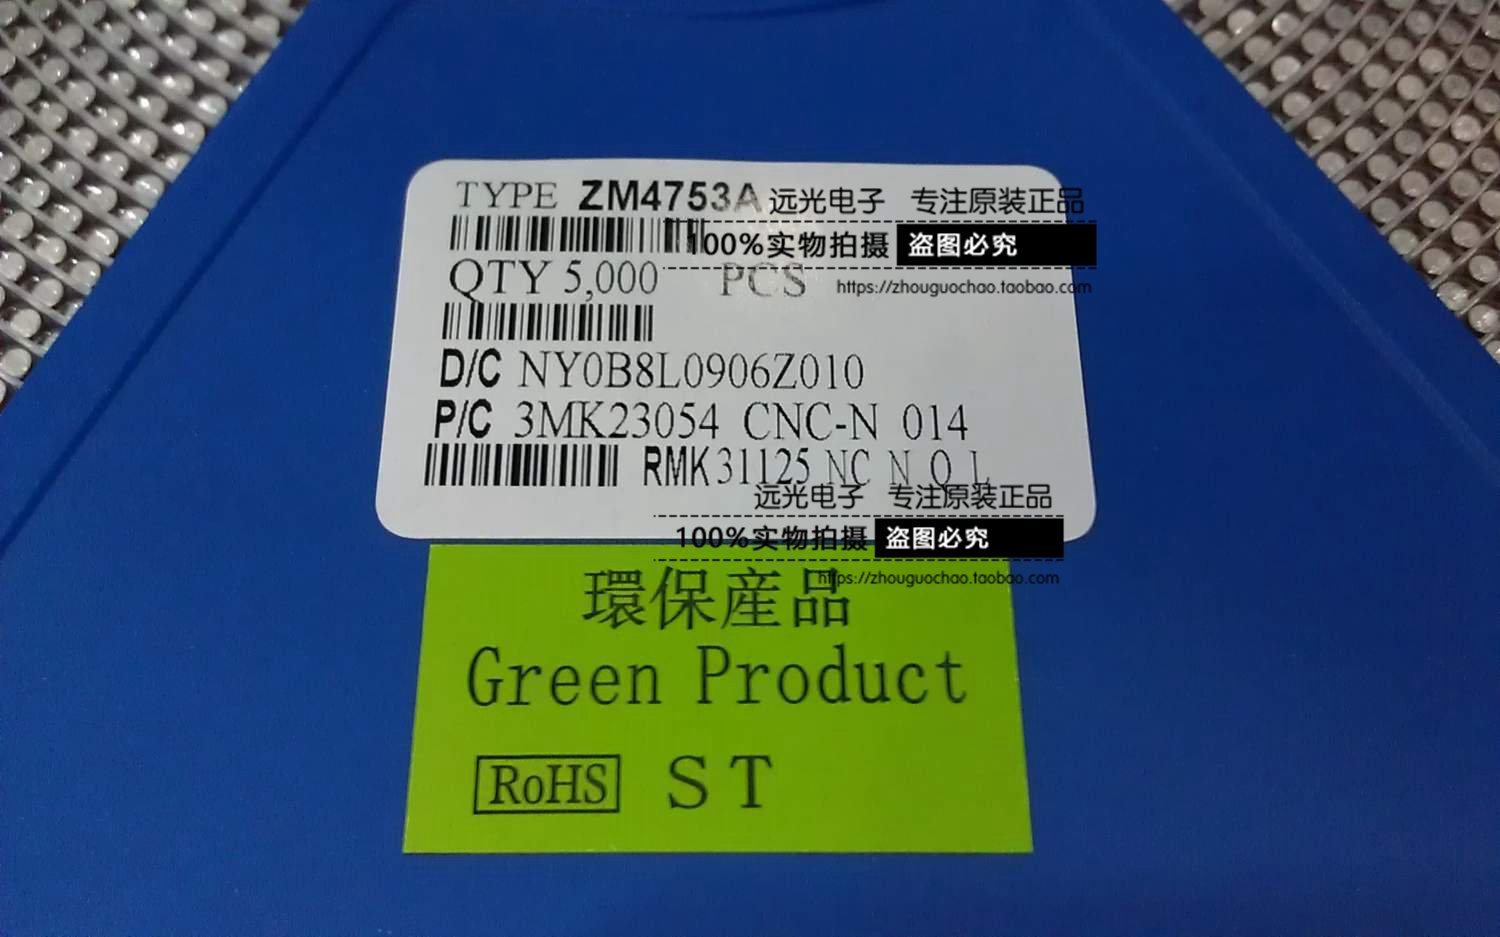 TYPE ZM4753A
远光电子 专注原装正品
100%实物拍摄 盗图必究
QTY 5,000 PCS
https://zhouguochao.taobao.com
D/C NY0B8L0906Z010
P/C 3MK23054 CNC-N 014
RMK31125 NC N Q L
远光电子 专注原装正品
100%实物拍摄 盗图必究
https://zhouguochao.taobao.com
環保産品
Green Product
RoHS ST